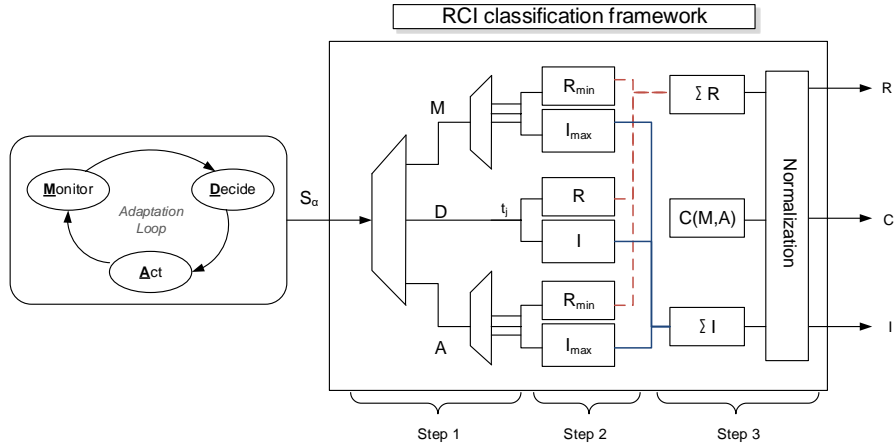 RCI classification framework
Monitor
Decide
Adaptation
Loop
Act
Sα
M
D
A
tj
Rmin
Imax
R
I
Rmin
Imax
∑ R
C(M,A)
∑ I
Normalization
R
C
I
Step 1
Step 2
Step 3